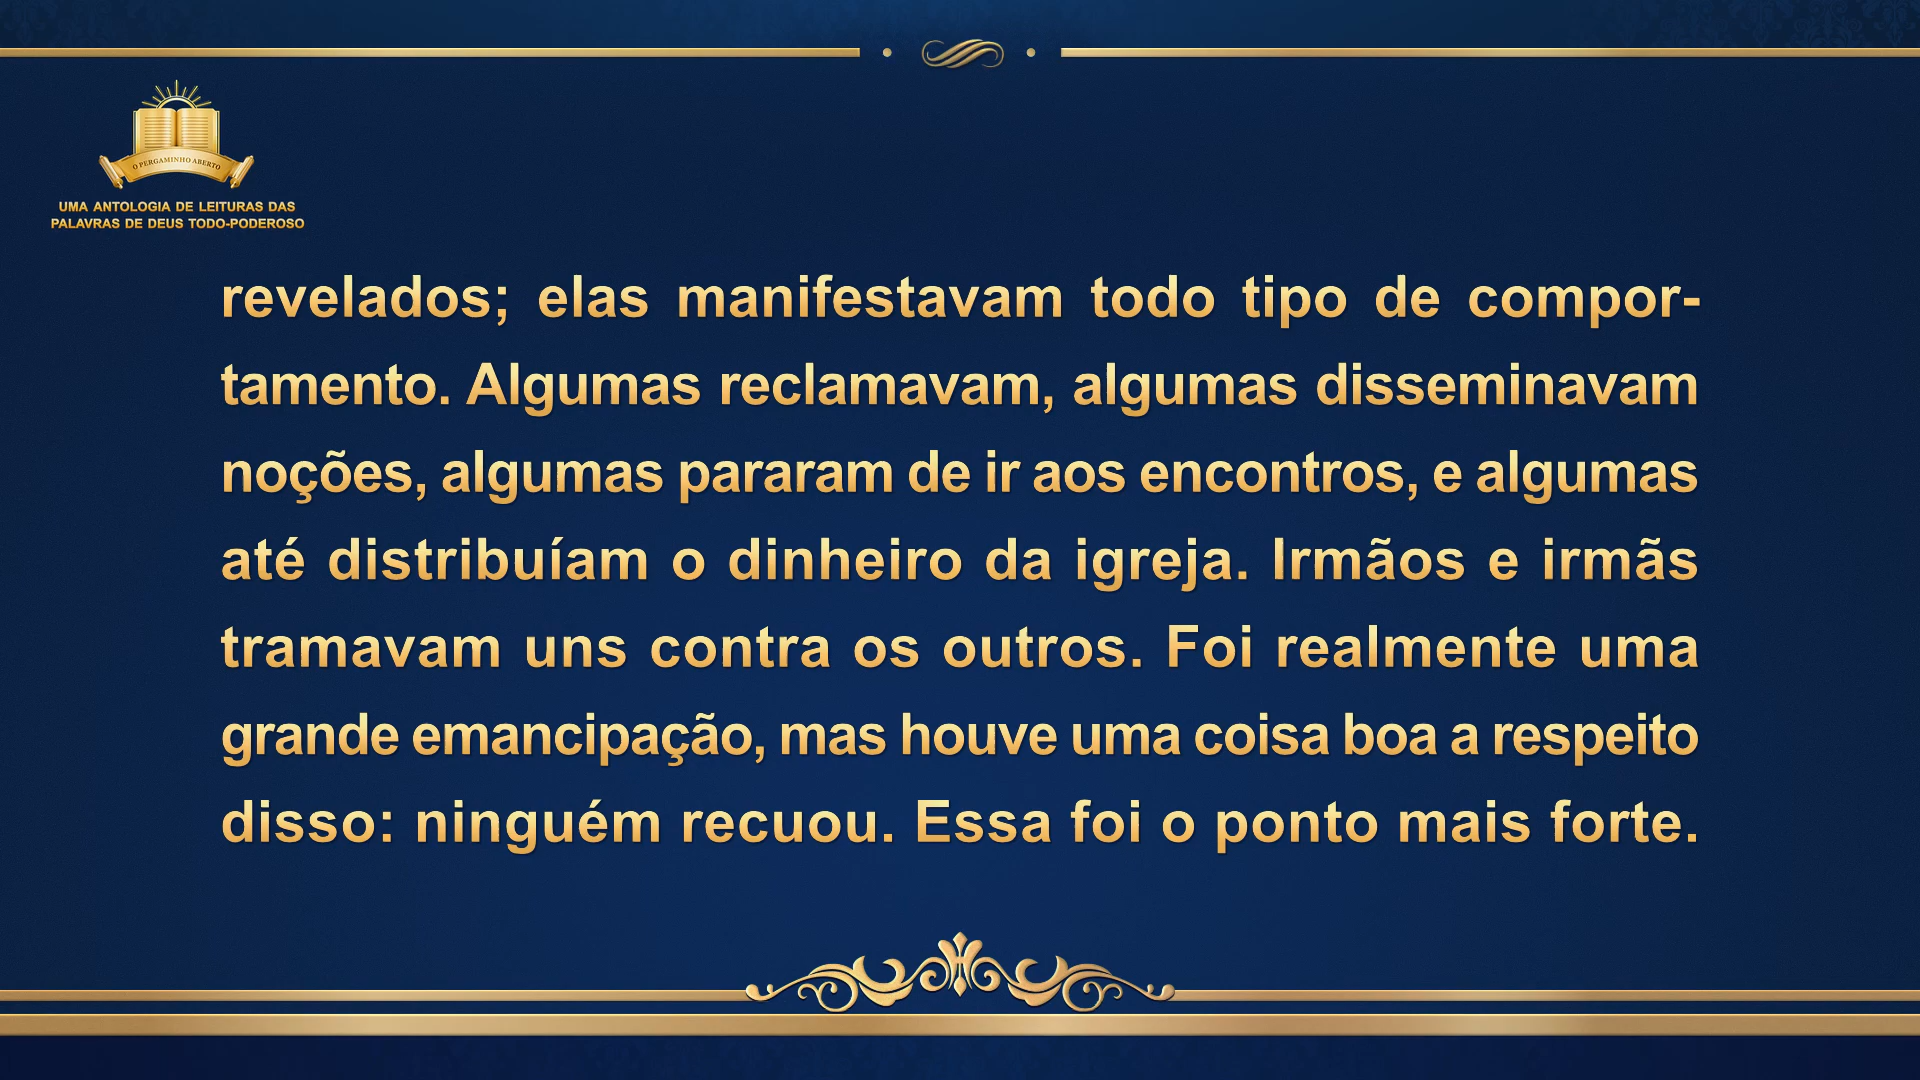 O PERGAMINHO ABERTO
UMA ANTOLOGIA DE LEITURAS DAS
PALAVRAS DE DEUS TODO-PODEROSO
revelados; elas manifestavam todo tipo de compor-
tamento. Algumas reclamavam, algumas disseminavam
noções, algumas pararam de ir aos encontros, e algumas
até distribuíam o dinheiro da igreja. Irmãos e irmãs
tramavam uns contra os outros. Foi realmente uma
grande emancipação, mas houve uma coisa boa a respeito
disso: ninguém recuou. Essa foi o ponto mais forte.